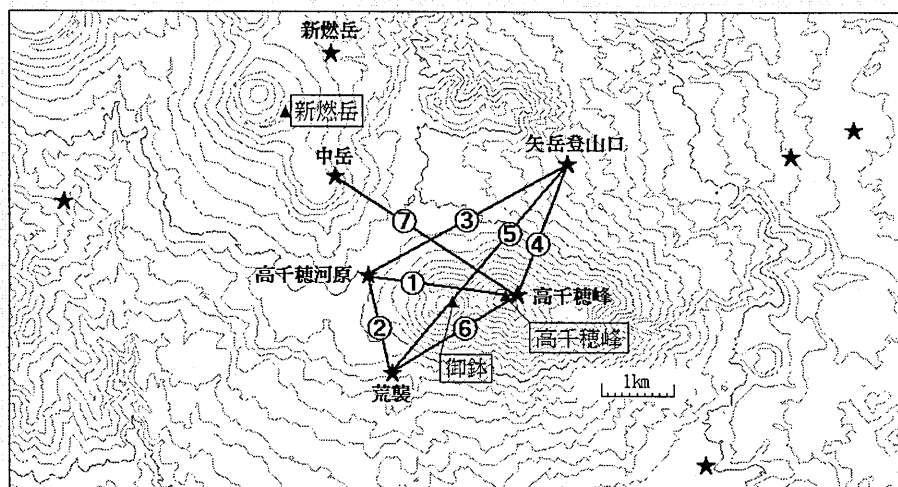 新燃岳
新燃岳
中岳
矢岳登山口
③
⑦
⑤
④
高千穂河原
①
高千穂峰
②
⑥
高千穂峰
御鉢
荒襲
1km